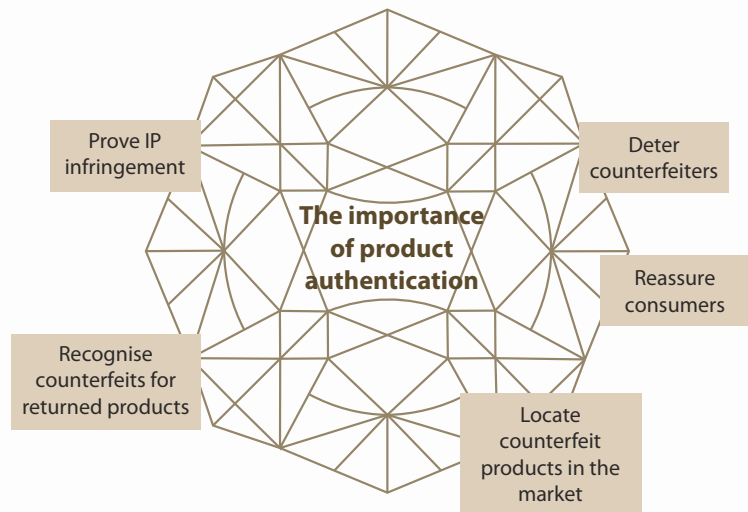 Prove IP
infringement
Deter
counterfeiters
The importance
of product
authentication
Reassure
consumers
Recognise
counterfeits for
returned products
Locate
counterfeit
products in the
market